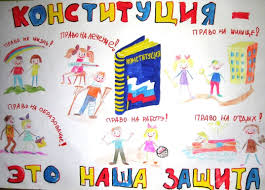 КОНСТИТУЦИЯ -
ПРАВО НА ЖИЗНЬ!
ПРАВО НА ЛЕЧЕНИЕ!
КОНСТИТУЦИЯ
ПРАВО НА ЖИЛИЩЕ!
ПРАВО НА ОБРАЗОВАНИЕ!
ПРАВО НА РАБОТУ!
ПРАВО НА ОТДЫХ!
ЭТО НАША ЗАЩИТА